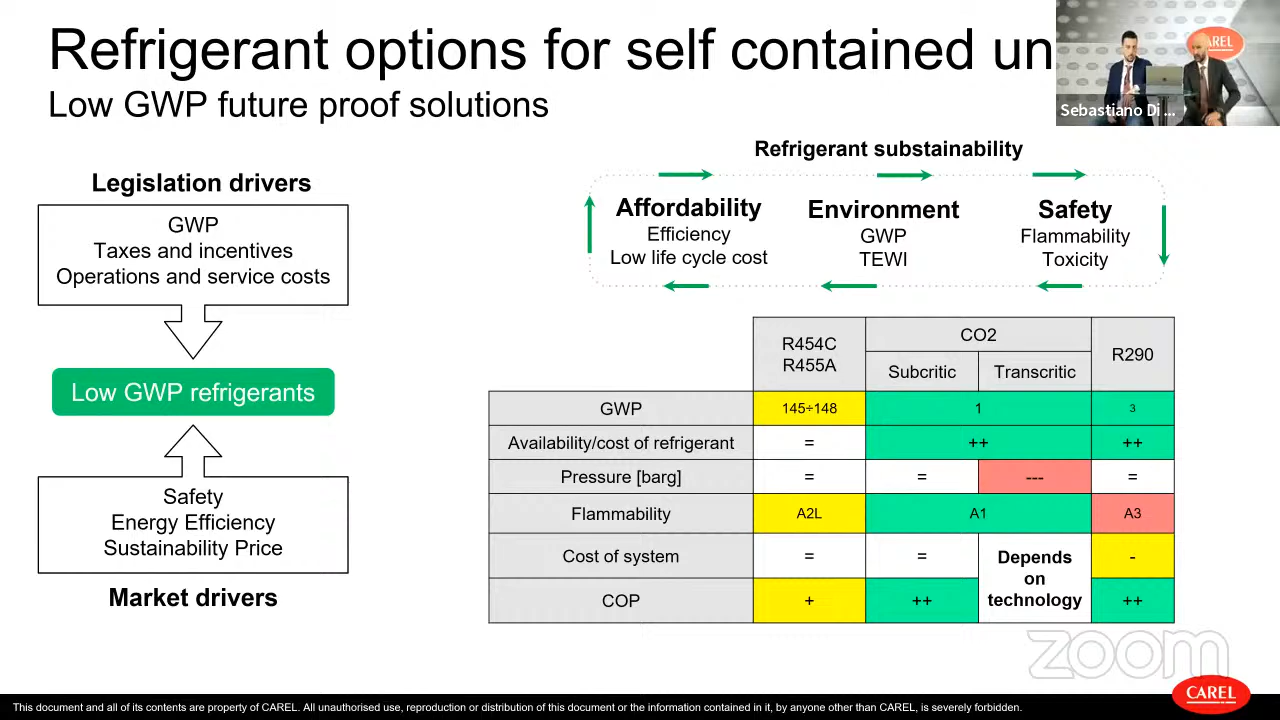 Refrigerant options for self contained un
Low GWP future proof solutions
CAREL
Sebastiano Di ...
Legislation drivers
GWP
Taxes and incentives
Operations and service costs
Low GWP refrigerants
Safety
Energy Efficiency
Sustainability Price
Market drivers
Refrigerant substainability
Affordability
Efficiency
Low life cycle cost
Environment
GWP
TEWI
Safety
Flammability
Toxicity
R454C
R455A
CO2
R290
Subcritic
Transcritic
GWP
145÷148
1
3
Availability/cost of refrigerant
=
++
++
Pressure [barg]
=
=
---
=
Flammability
A2L
A1
A3
Cost of system
=
=
Depends
on
technology
-
COP
+
++
++
zoom
CAREL
This document and all of its contents are property of CAREL. All unauthorised use, reproduction or distribution of this document or the information contained in it, by anyone other than CAREL, is severely forbidden.